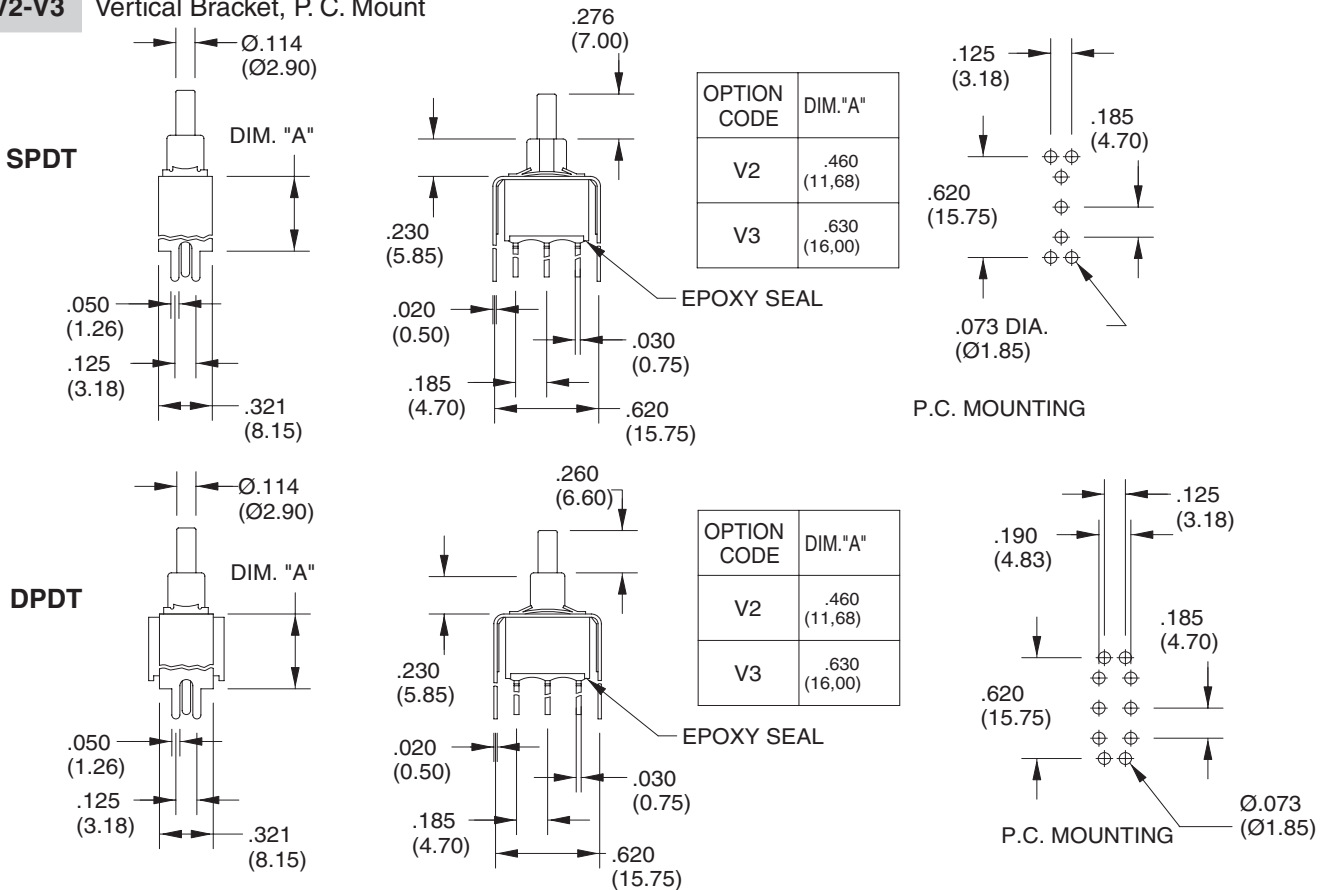 V2-V3 Vertical Bracket, P. C. Mount
SPDT
Ø.114
(Ø2.90)
DIM. "A"
.050
(1.26)
.125
(3.18)
.321
(8.15)
.276
(7.00)
.230
(5.85)
.020
(0.50)
.185
(4.70)
EPOXY SEAL
.030
(0.75)
.620
(15.75)
OPTION CODE DIM."A"
V2 .460 (11,68)
V3 .630 (16,00)
.125
(3.18)
.185
(4.70)
.620
(15.75)
.073 DIA.
(Ø1.85)
P.C. MOUNTING
DPDT
Ø.114
(Ø2.90)
DIM. "A"
.050
(1.26)
.125
(3.18)
.321
(8.15)
.260
(6.60)
.230
(5.85)
.020
(0.50)
.185
(4.70)
EPOXY SEAL
.030
(0.75)
.620
(15.75)
OPTION CODE DIM."A"
V2 .460 (11,68)
V3 .630 (16,00)
.125
(3.18)
.190
(4.83)
.185
(4.70)
.620
(15.75)
Ø.073
(Ø1.85)
P.C. MOUNTING